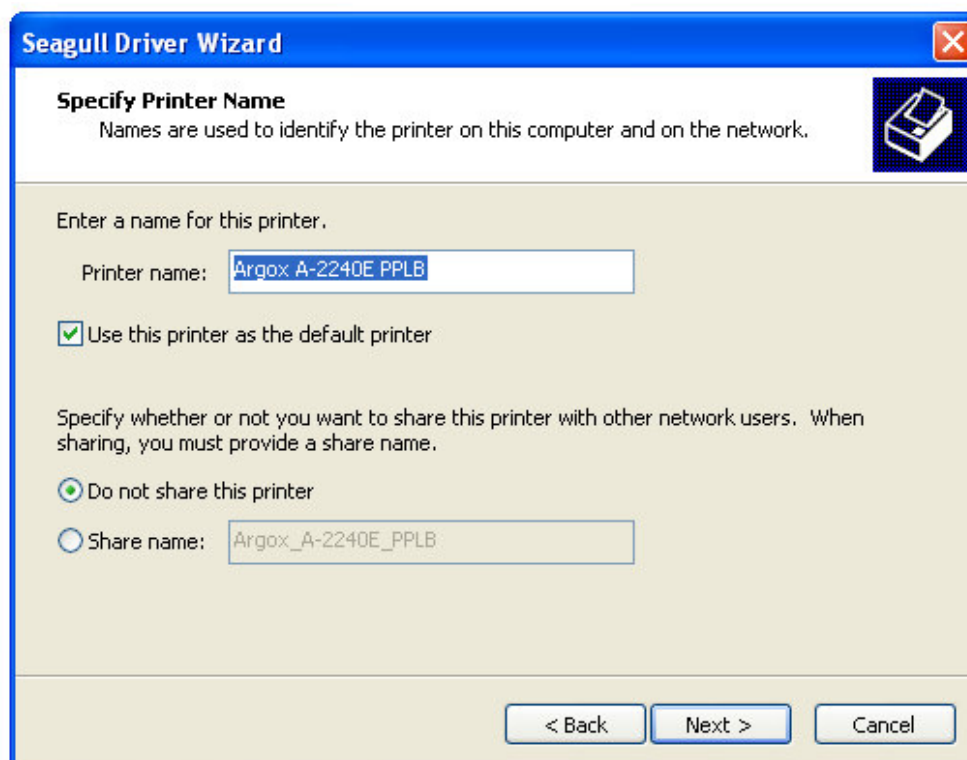 Seagull Driver Wizard
Specify Printer Name
Names are used to identify the printer on this computer and on the network.
Enter a name for this printer.
Printer name: Argox A-2240E PPLB
Use this printer as the default printer
Specify whether or not you want to share this printer with other network users.  When
sharing, you must provide a share name.
Do not share this printer
Share name: Argox_A-2240E_PPLB
< Back Next > Cancel